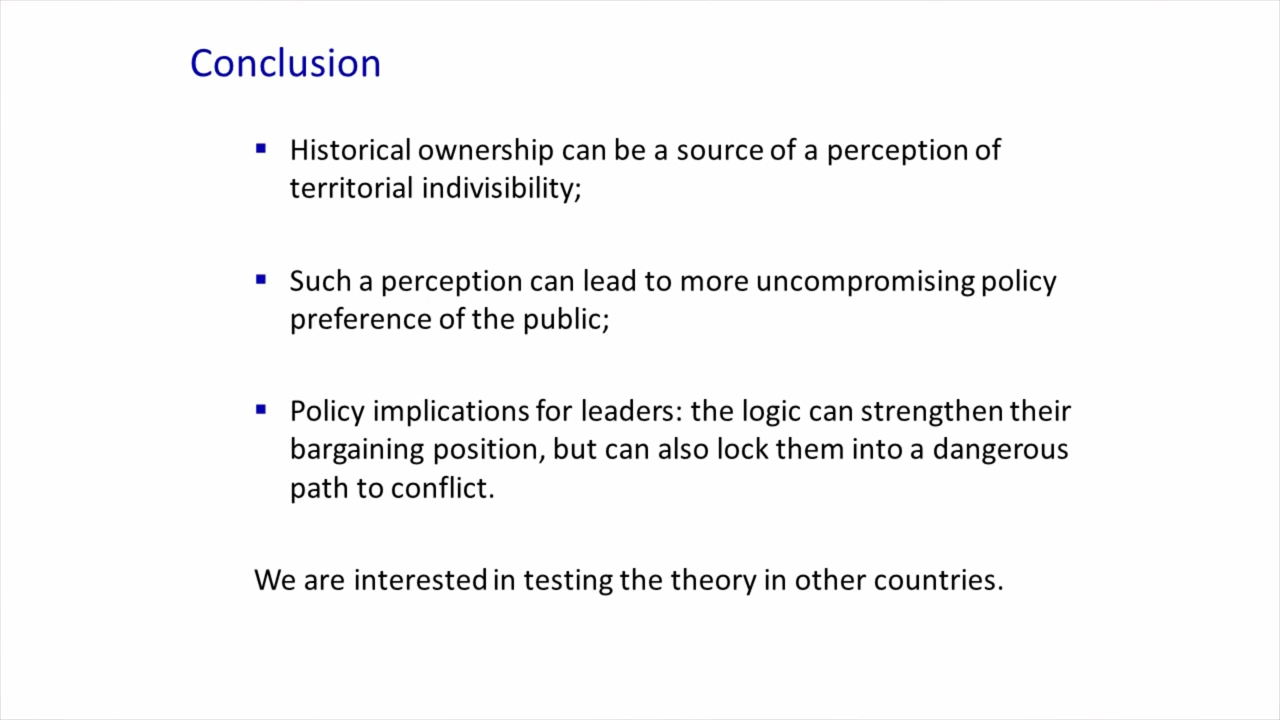 Conclusion
▪ Historical ownership can be a source of a perception of
territorial indivisibility;
▪ Such a perception can lead to more uncompromising policy
preference of the public;
▪ Policy implications for leaders: the logic can strengthen their
bargaining position, but can also lock them into a dangerous
path to conflict.
We are interested in testing the theory in other countries.